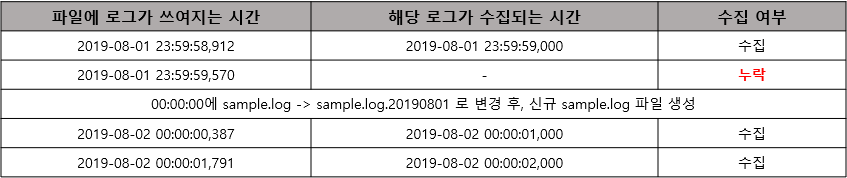 파일에 로그가 쓰여지는 시간 해당 로그가 수집되는 시간 수집 여부
2019-08-01 23:59:58,912 2019-08-01 23:59:59,000 수집
2019-08-01 23:59:59,570 - 누락
00:00:00에 sample.log -> sample.log.20190801 로 변경 후, 신규 sample.log 파일 생성
2019-08-02 00:00:00,387 2019-08-02 00:00:01,000 수집
2019-08-02 00:00:01,791 2019-08-02 00:00:02,000 수집